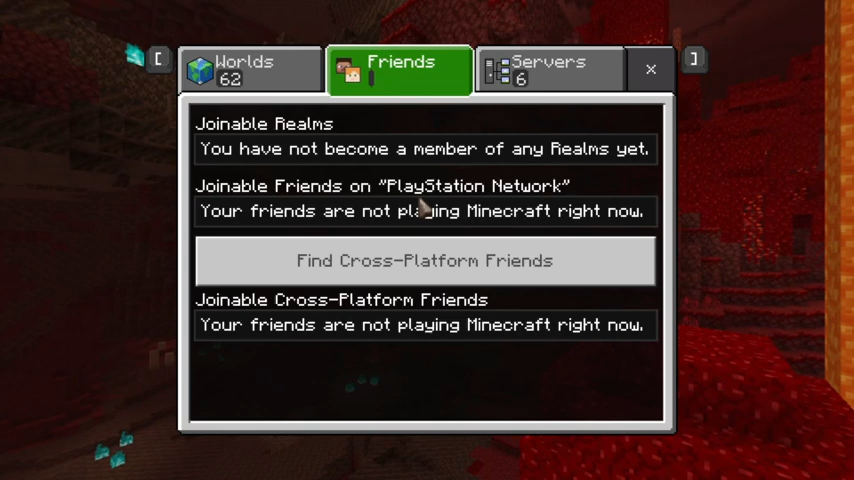 [
Worlds
62
Friends
Servers
6
]
Joinable Realms
You have not become a member of any Realms yet.
Joinable Friends on "PlayStation Network"
Your friends are not playing Minecraft right now.
Find Cross-Platform Friends
Joinable Cross-Platform Friends
Your friends are not playing Minecraft right now.